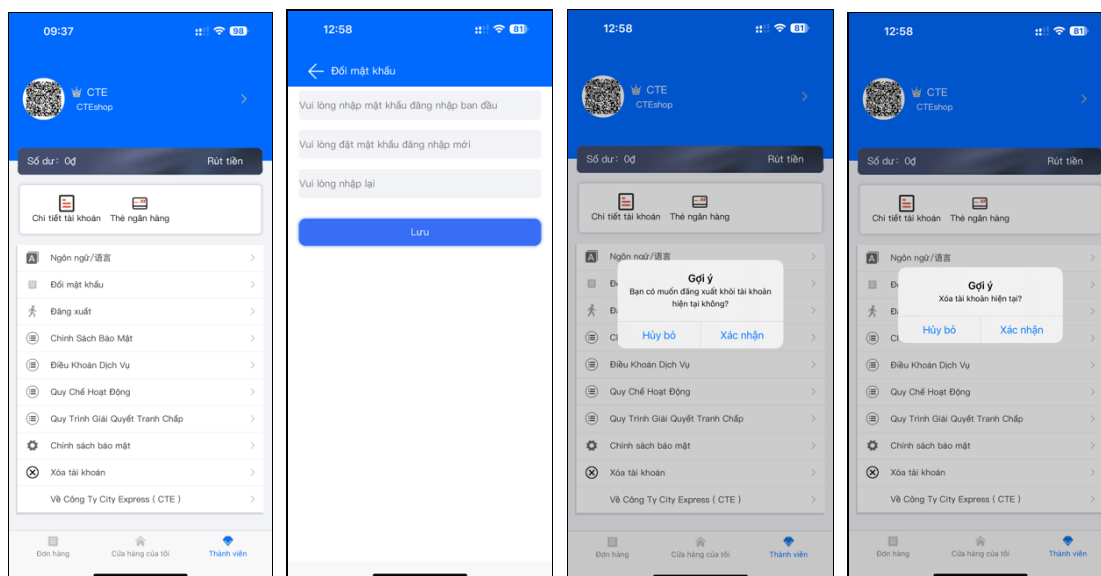 09:37
98
CTE
CTEshop
Số dư: 0₫
Rút tiền
Chi tiết tài khoản
Thẻ ngân hàng
Ngôn ngữ/语言
Đổi mật khẩu
Đăng xuất
Chính Sách Bảo Mật
Điều Khoản Dịch Vụ
Quy Chế Hoạt Động
Quy Trình Giải Quyết Tranh Chấp
Chính sách bảo mật
Xóa tài khoản
Về Công Ty City Express ( CTE )
Đơn hàng
Cửa hàng của tôi
Thành viên
12:58
81
Đổi mật khẩu
Vui lòng nhập mật khẩu đăng nhập ban đầu
Vui lòng đặt mật khẩu đăng nhập mới
Vui lòng nhập lại
Lưu
12:58
81
CTE
CTEshop
Số dư: 0₫
Rút tiền
Chi tiết tài khoản
Thẻ ngân hàng
Ngôn ngữ/语言
Gợi ý
Bạn có muốn đăng xuất khỏi tài khoản
hiện tại không?
Hủy bỏ
Xác nhận
Điều Khoản Dịch Vụ
Quy Chế Hoạt Động
Quy Trình Giải Quyết Tranh Chấp
Chính sách bảo mật
Xóa tài khoản
Về Công Ty City Express ( CTE )
Đơn hàng
Cửa hàng của tôi
Thành viên
12:58
81
CTE
CTEshop
Số dư: 0₫
Rút tiền
Chi tiết tài khoản
Thẻ ngân hàng
Ngôn ngữ/语言
Gợi ý
Xóa tài khoản hiện tại?
Hủy bỏ
Xác nhận
Điều Khoản Dịch Vụ
Quy Chế Hoạt Động
Quy Trình Giải Quyết Tranh Chấp
Chính sách bảo mật
Xóa tài khoản
Về Công Ty City Express ( CTE )
Đơn hàng
Cửa hàng của tôi
Thành viên